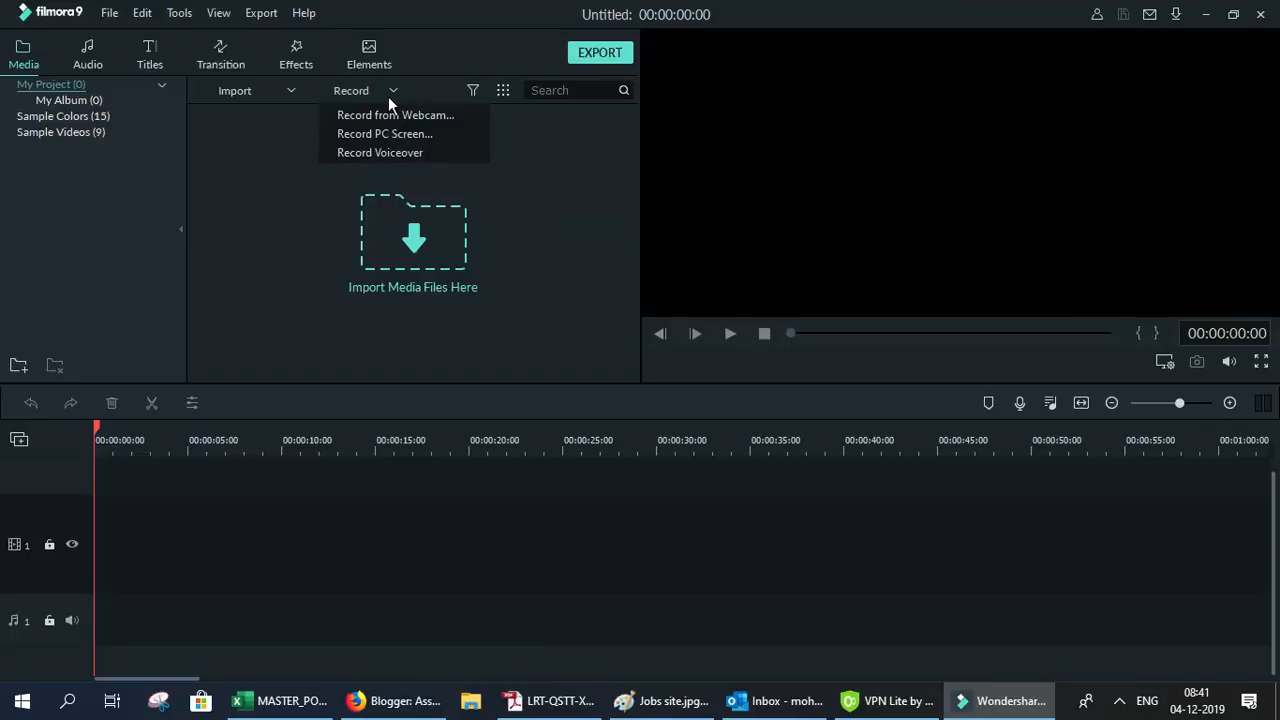 filmora9 File Edit Tools View Export Help Untitled: 00:00:00:00
Media Audio Titles Transition Effects Elements EXPORT
My Project (0)
My Album (0)
Sample Colors (15)
Sample Videos (9)
Import Record Search
Record from Webcam...
Record PC Screen...
Record Voiceover
Import Media Files Here
{ } 00:00:00:00
00:00:00:00 00:00:05:00 00:00:10:00 00:00:15:00 00:00:20:00 00:00:25:00 00:00:30:00 00:00:35:00 00:00:40:00 00:00:45:00 00:00:50:00 00:00:55:00 00:01:00:00
1
1
MASTER_PO... Blogger: Ass... LRT-QSTT-X... Jobs site.jpg... Inbox - moh... VPN Lite by ... Wondershar... ENG 08:41
04-12-2019